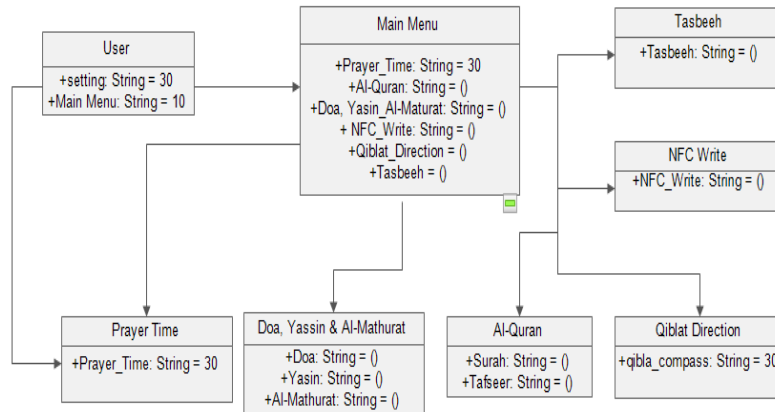 User
+setting: String = 30
+Main Menu: String = 10
Main Menu
+Prayer_Time: String = 30
+Al-Quran: String = ()
+Doa, Yasin_Al-Maturat: String = ()
+ NFC_Write: String = ()
+Qiblat_Direction = ()
+Tasbeeh = ()
Tasbeeh
+Tasbeeh: String = ()
NFC Write
+NFC_Write: String = ()
Prayer Time
+Prayer_Time: String = 30
Doa, Yassin & Al-Mathurat
+Doa: String = ()
+Yasin: String = ()
+Al-Mathurat: String = ()
Al-Quran
+Surah: String = ()
+Tafseer: String = ()
Qiblat Direction
+qibla_compass: String = 30